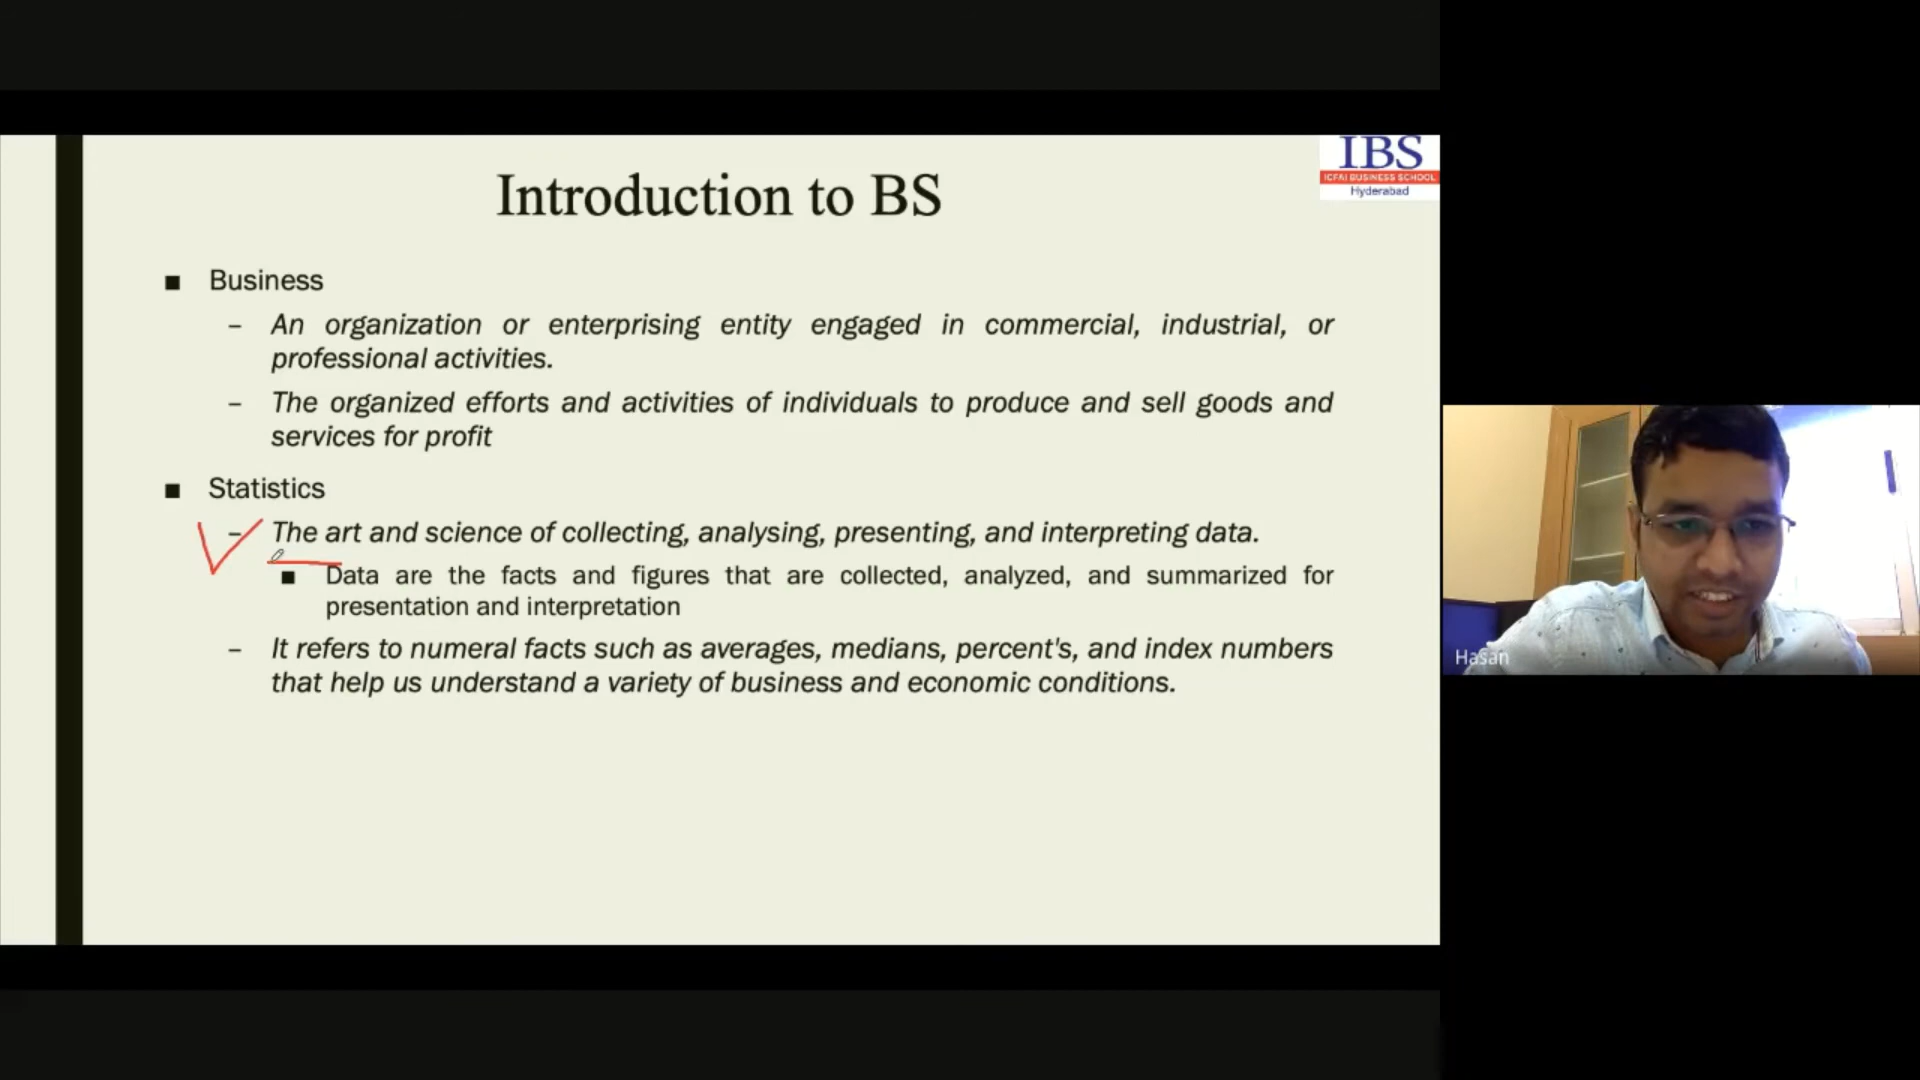 Introduction to BS
IBS
ICFAI BUSINESS SCHOOL
Hyderabad
■ Business
– An organization or enterprising entity engaged in commercial, industrial, or
professional activities.
– The organized efforts and activities of individuals to produce and sell goods and
services for profit
■ Statistics
– The art and science of collecting, analysing, presenting, and interpreting data.
■ Data are the facts and figures that are collected, analyzed, and summarized for
presentation and interpretation
– It refers to numeral facts such as averages, medians, percent's, and index numbers
that help us understand a variety of business and economic conditions.
Hasan